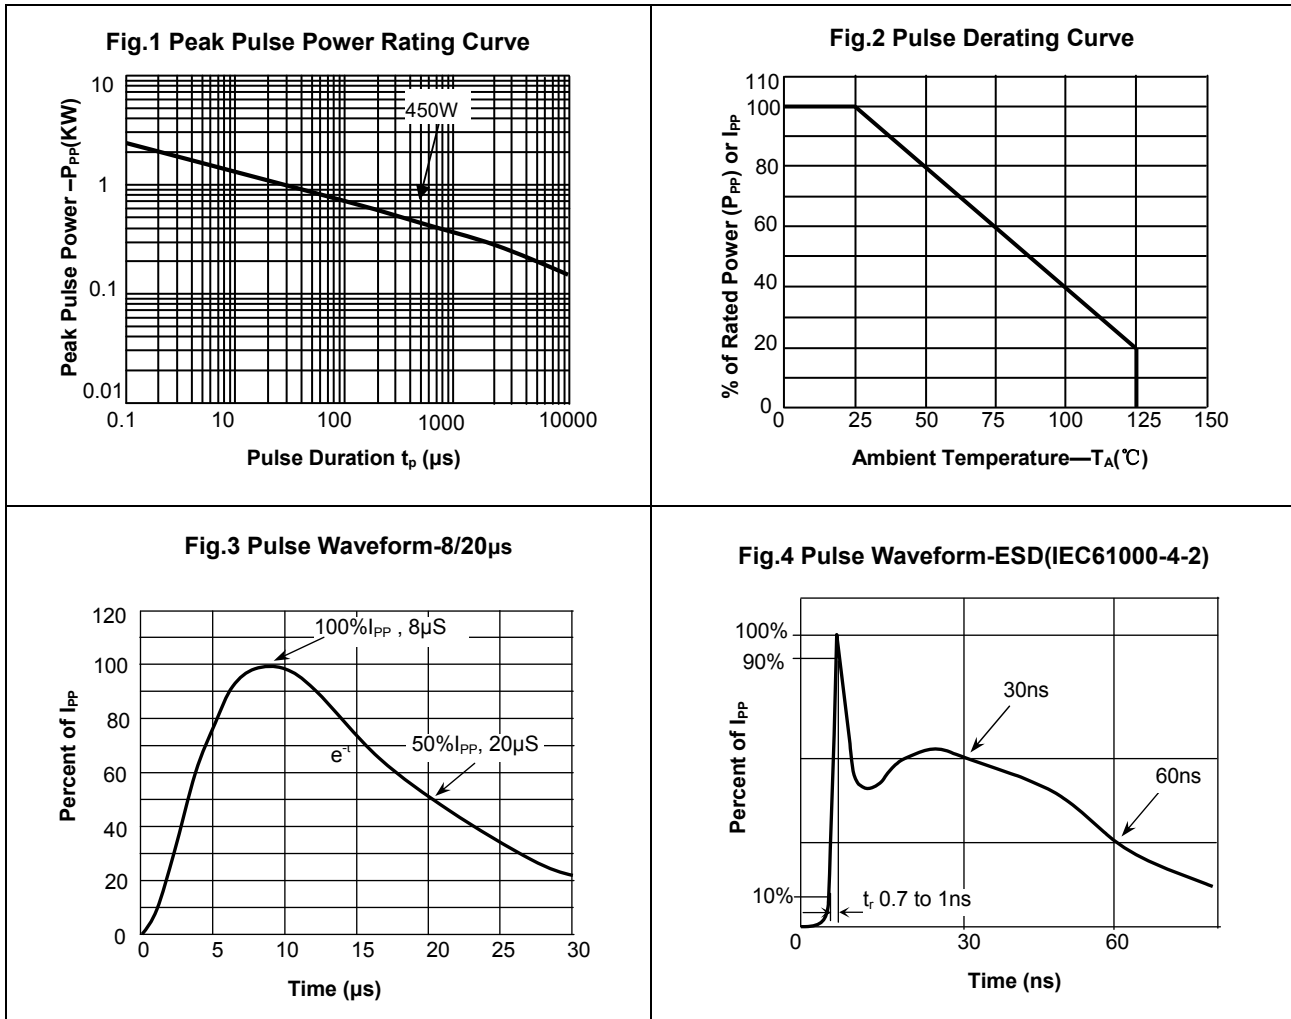 Fig.1 Peak Pulse Power Rating Curve
Peak Pulse Power –PPP(KW)
10
1
0.1
0.01
450W
0.1 10 100 1000 10000
Pulse Duration tp (µs)
Fig.2 Pulse Derating Curve
% of Rated Power (PPP) or IPP
110
100
80
60
40
20
0
0 25 50 75 100 125 150
Ambient Temperature—TA(℃)
Fig.3 Pulse Waveform-8/20µs
Percent of IPP
120
100
80
60
40
20
0
100%IPP , 8µS
e-t
50%IPP, 20µS
0 5 10 15 20 25 30
Time (µs)
Fig.4 Pulse Waveform-ESD(IEC61000-4-2)
Percent of IPP
100%
90%
10%
30ns
60ns
tr 0.7 to 1ns
0 30 60
Time (ns)